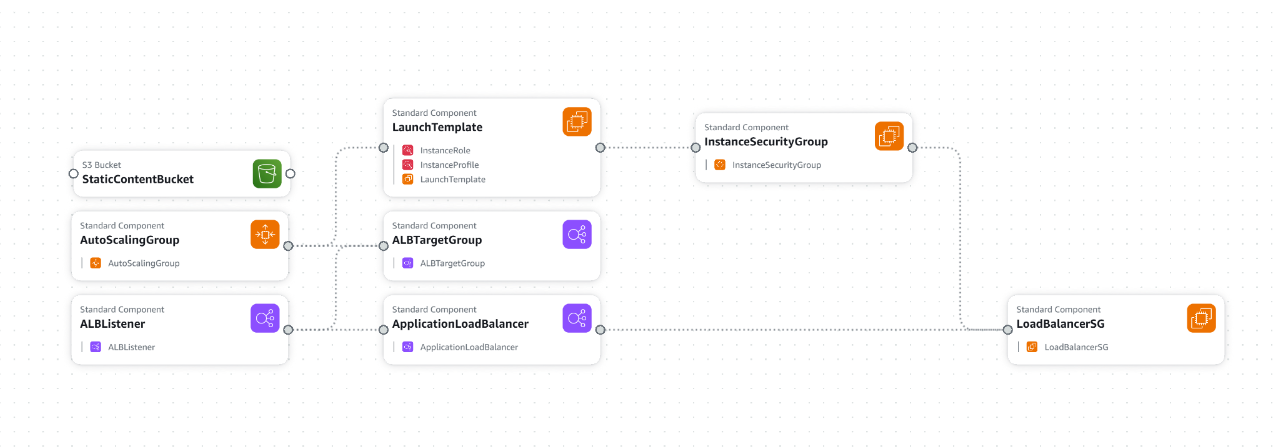 S3 Bucket
StaticContentBucket
Standard Component
AutoScalingGroup
AutoScalingGroup
Standard Component
ALBListener
ALBListener
Standard Component
LaunchTemplate
InstanceRole
InstanceProfile
LaunchTemplate
Standard Component
ALBTargetGroup
ALBTargetGroup
Standard Component
ApplicationLoadBalancer
ApplicationLoadBalancer
Standard Component
InstanceSecurityGroup
InstanceSecurityGroup
Standard Component
LoadBalancerSG
LoadBalancerSG